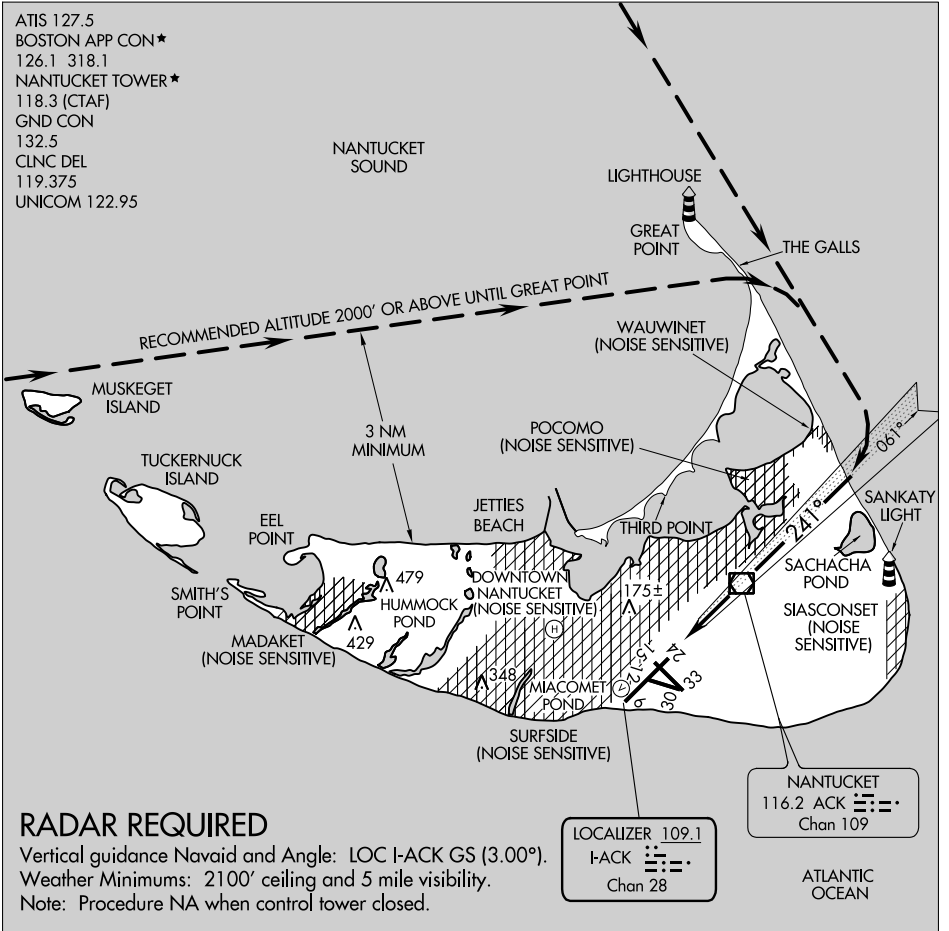 ATIS 127.5
BOSTON APP CON★
126.1 318.1
NANTUCKET TOWER★
118.3 (CTAF)
GND CON
132.5
CLNC DEL
119.375
UNICOM 122.95
NANTUCKET
SOUND
LIGHTHOUSE
GREAT
POINT
THE GALLS
RECOMMENDED ALTITUDE 2000' OR ABOVE UNTIL GREAT POINT
WAUWINET
(NOISE SENSITIVE)
MUSKEGET
ISLAND
3 NM
MINIMUM
POCOMO
(NOISE SENSITIVE)
061°
TUCKERNUCK
ISLAND
EEL
POINT
JETTIES
BEACH
THIRD POINT
241°
SANKATY
LIGHT
SACHACHA
POND
SMITH'S
POINT
479
HUMMOCK
POND
DOWNTOWN
NANTUCKET
(NOISE SENSITIVE)
175±
SIASCONSET
(NOISE
SENSITIVE)
MADAKET
(NOISE SENSITIVE)
429
H
348
MIACOMET
POND
V
15
12
24
6
30
33
SURFSIDE
(NOISE SENSITIVE)
NANTUCKET
116.2 ACK
Chan 109
LOCALIZER 109.1
I-ACK
Chan 28
ATLANTIC
OCEAN
RADAR REQUIRED
Vertical guidance Navaid and Angle: LOC I-ACK GS (3.00°).
Weather Minimums: 2100' ceiling and 5 mile visibility.
Note: Procedure NA when control tower closed.